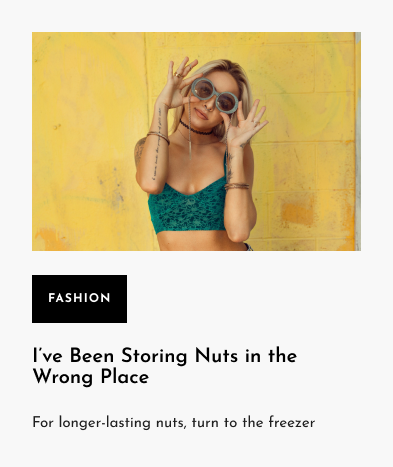 FASHION
I've Been Storing Nuts in the
Wrong Place
For longer-lasting nuts, turn to the freezer